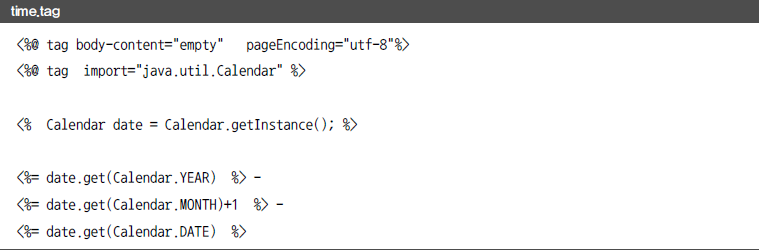 time.tag
<%@ tag body-content="empty"   pageEncoding="utf-8"%>
<%@ tag  import="java.util.Calendar" %>
<%  Calendar date = Calendar.getInstance(); %>
<%= date.get(Calendar.YEAR)  %> -
<%= date.get(Calendar.MONTH)+1  %> -
<%= date.get(Calendar.DATE)  %>